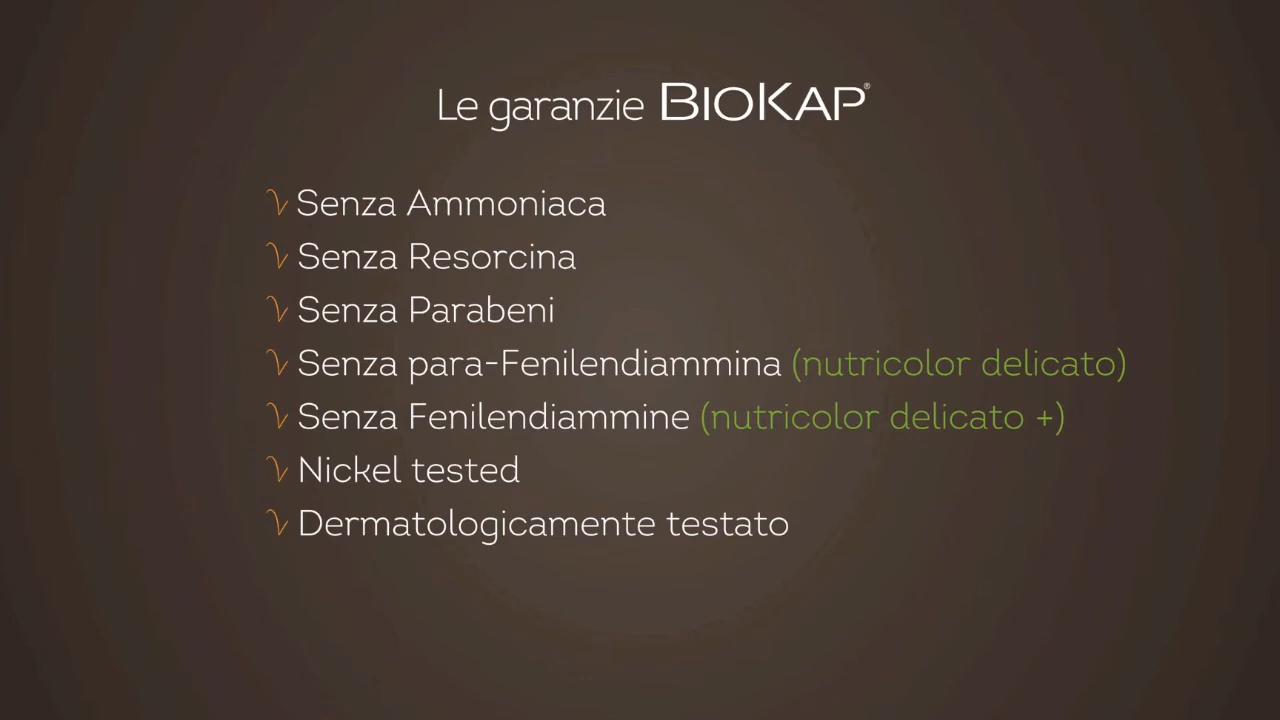 Le garanzie BIOKAP®
Senza Ammoniaca
Senza Resorcina
Senza Parabeni
Senza para-Fenilendiammina (nutricolor delicato)
Senza Fenilendiammine (nutricolor delicato +)
Nickel tested
Dermatologicamente testato